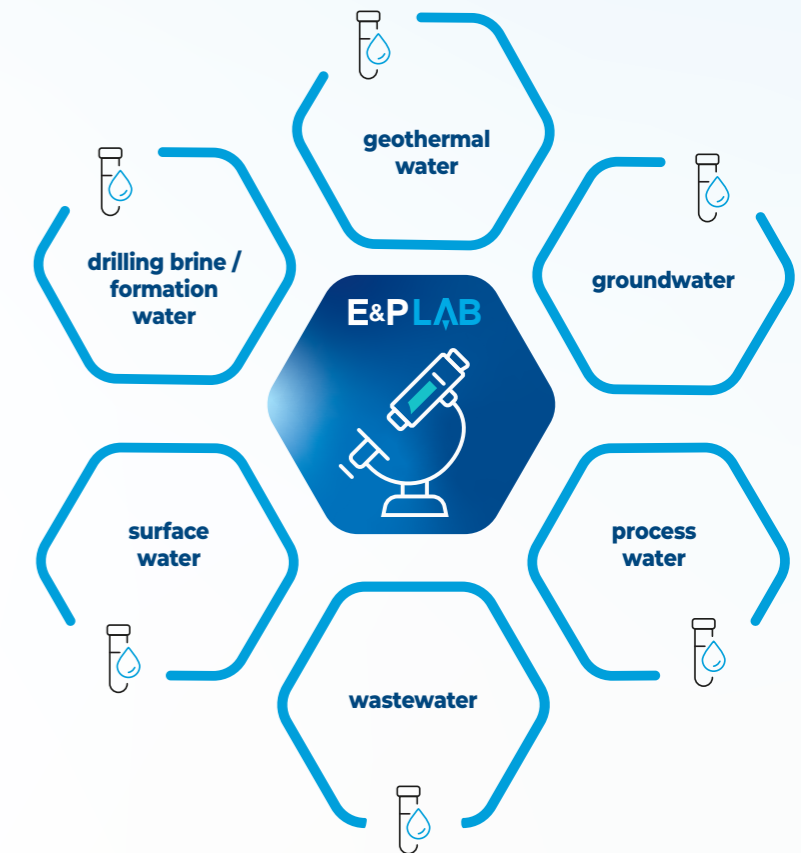 geothermal
water
drilling brine /
formation
water
groundwater
E&P LAB
surface
water
process
water
wastewater